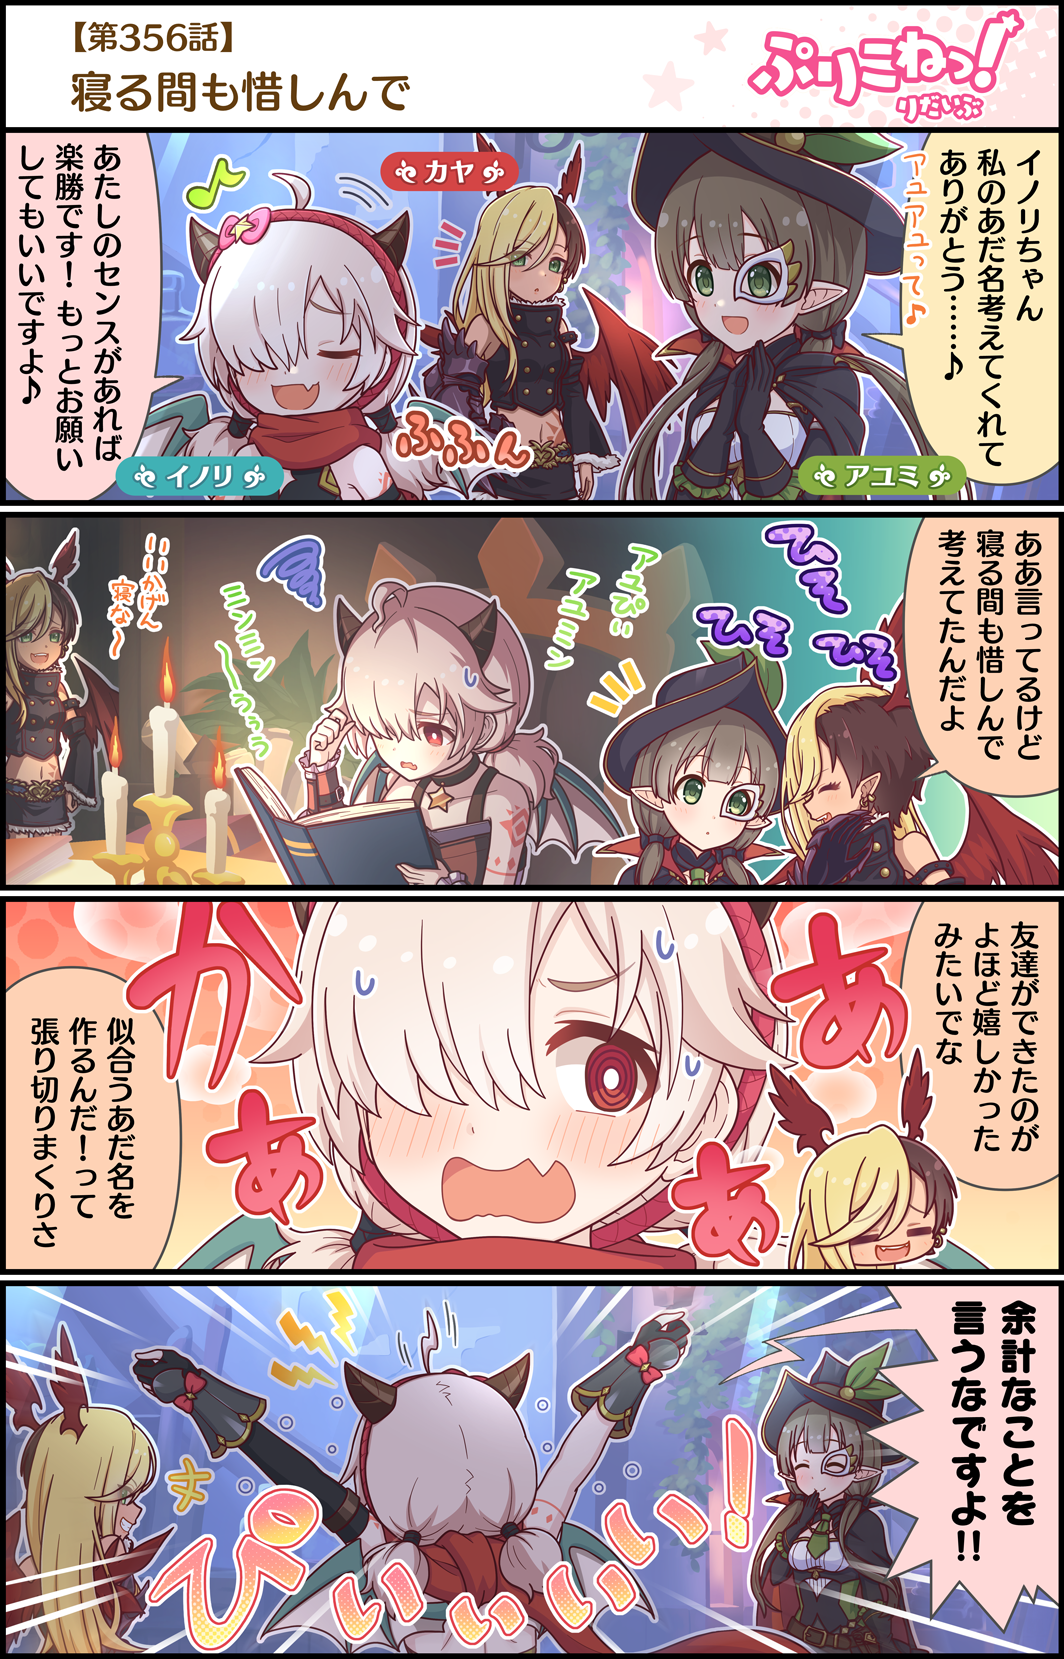 【第356話】
寝る間も惜しんで
ぷりこねっ!
りだいぶ
イノリちゃん
私のあだ名考えてくれて
ありがとう……♪
アユアユって♪
カヤ
あたしのセンスがあれば
楽勝です！もっとお願い
してもいいですよ♪
ふふん
イノリ
アユミ
ああ言ってるけど
寝る間も惜しんで
考えてたんだよ
ひそ
ひそ
ひそ
アユぴぃ
アユミン
ミンミン
〜うぅう
いいかげん
寝な〜
友達ができたのが
よほど嬉しかった
みたいでな
あ
か
あ
あ
似合うあだ名を
作るんだ！って
張り切りまくりさ
余計なことを
言うなですよ!!
ぴぃぃぃぃ!